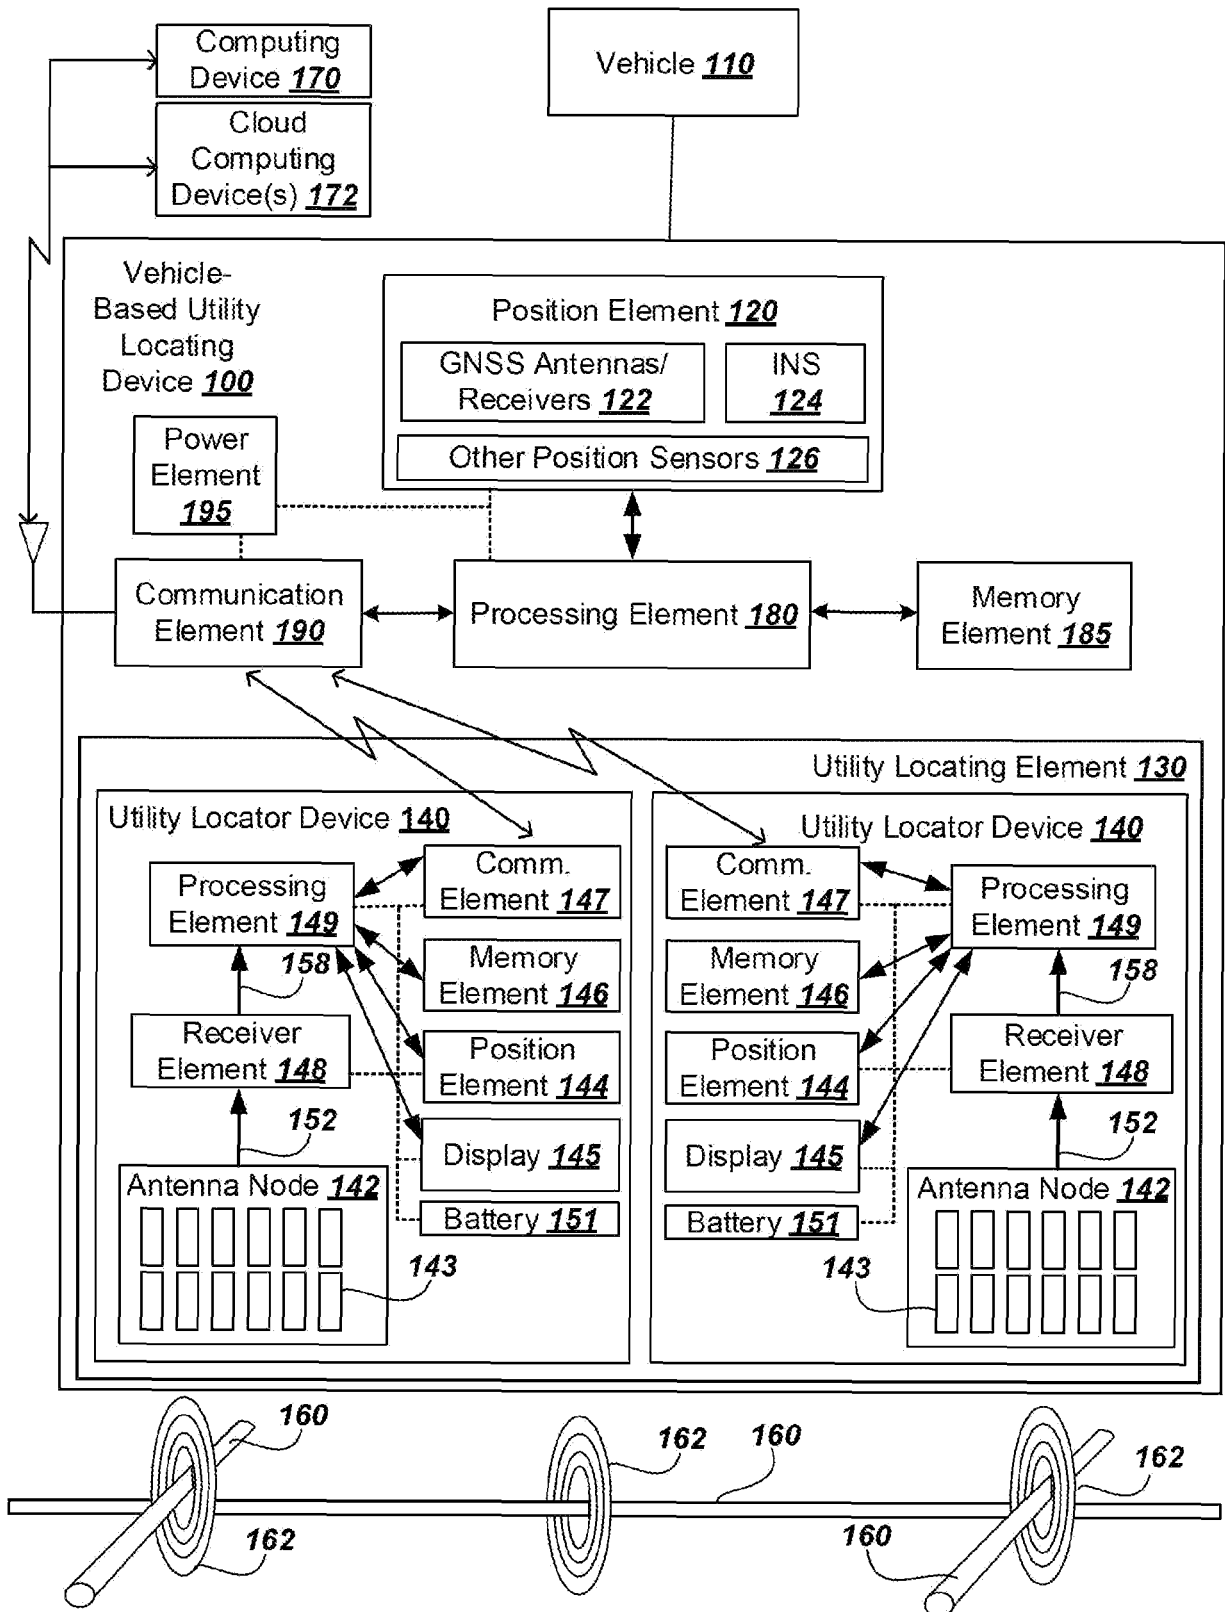 Computing
Device 170
Cloud
Computing
Device(s) 172
Vehicle 110
Vehicle-
Based Utility
Locating
Device 100
Position Element 120
GNSS Antennas/
Receivers 122
INS
124
Other Position Sensors 126
Power
Element
195
Communication
Element 190
Processing Element 180
Memory
Element 185
Utility Locating Element 130
Utility Locator Device 140
Processing
Element 149
Comm.
Element 147
158
Memory
Element 146
Receiver
Element 148
Position
Element 144
152
Display 145
Antenna Node 142
Battery 151
143
Utility Locator Device 140
Comm.
Element 147
Processing
Element 149
Memory
Element 146
158
Position
Element 144
Receiver
Element 148
Display 145
152
Battery 151
Antenna Node 142
143
160
162
160
162
162
160